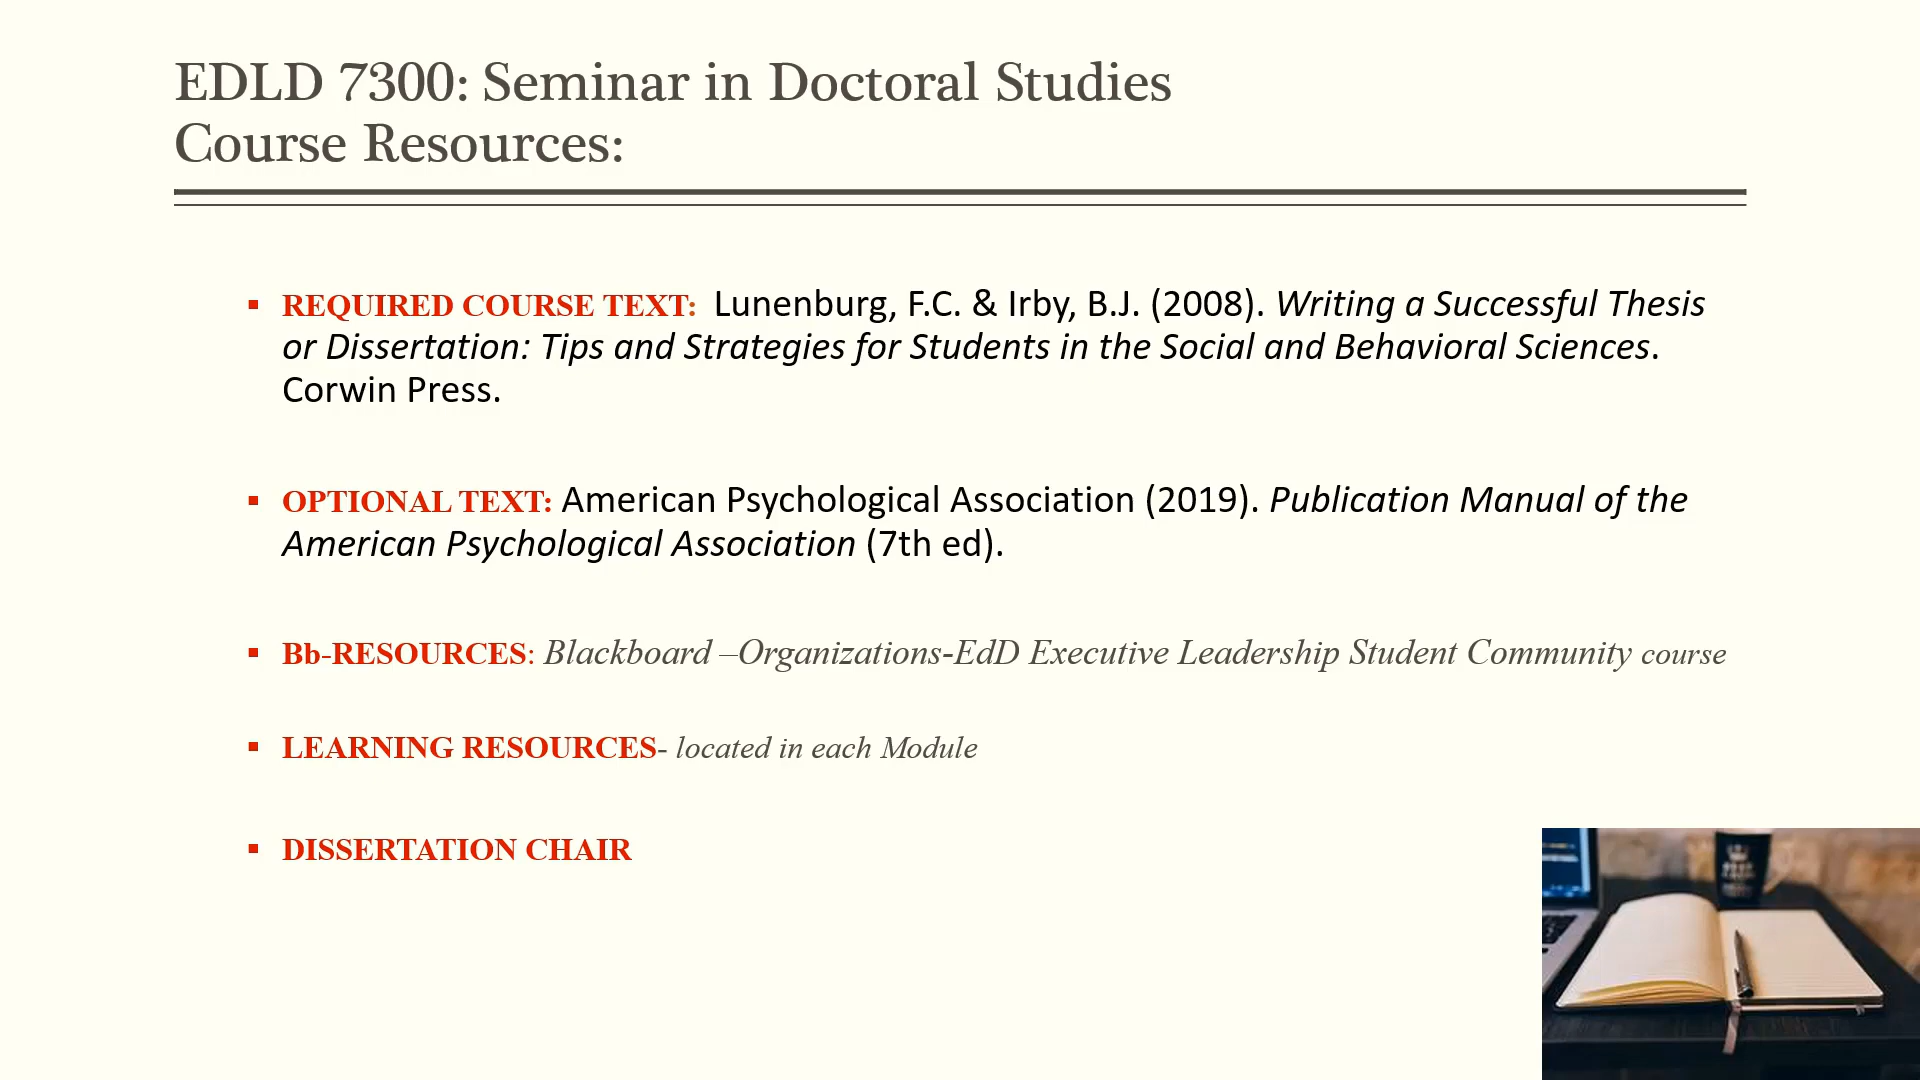 EDLD 7300: Seminar in Doctoral Studies
Course Resources:
▪ REQUIRED COURSE TEXT: Lunenburg, F.C. & Irby, B.J. (2008). Writing a Successful Thesis
or Dissertation: Tips and Strategies for Students in the Social and Behavioral Sciences.
Corwin Press.
▪ OPTIONAL TEXT: American Psychological Association (2019). Publication Manual of the
American Psychological Association (7th ed).
▪ Bb-RESOURCES: Blackboard –Organizations-EdD Executive Leadership Student Community course
▪ LEARNING RESOURCES- located in each Module
▪ DISSERTATION CHAIR